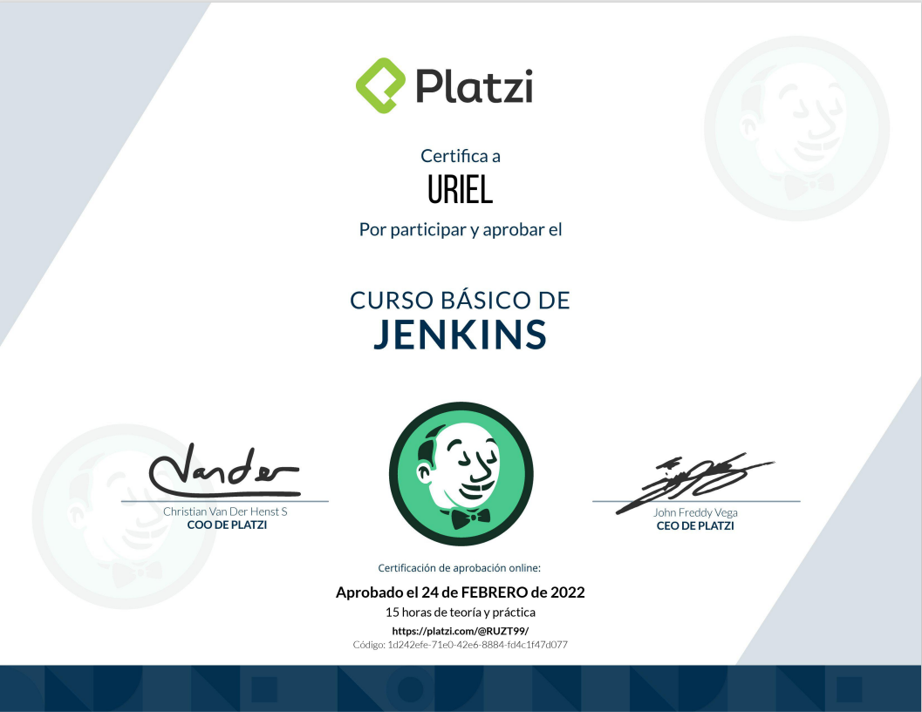 Platzi
Certifica a
URIEL
Por participar y aprobar el
CURSO BÁSICO DE
JENKINS
Vander
Christian Van Der Henst S
COO DE PLATZI
John Freddy Vega
CEO DE PLATZI
Certificación de aprobación online:
Aprobado el 24 de FEBRERO de 2022
15 horas de teoría y práctica
https://platzi.com/@RUZT99/
Código: 1d242efe-71e0-42e6-8884-fd4c1f47d077